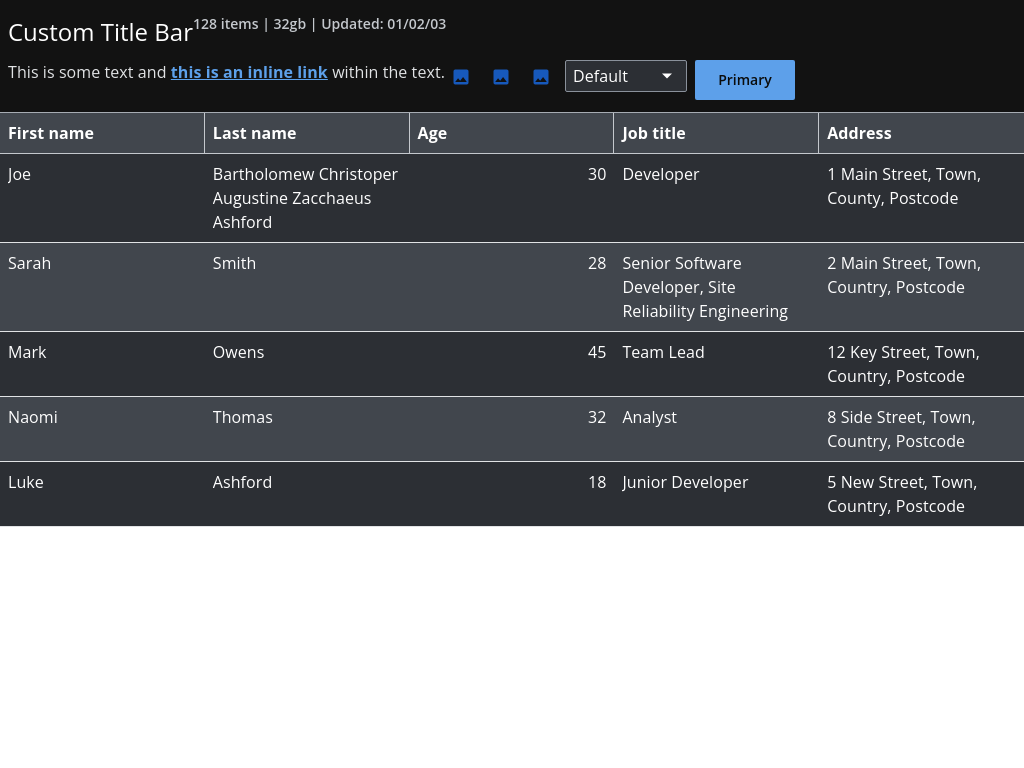 Custom Title Bar 128 items | 32gb | Updated: 01/02/03
This is some text and this is an inline link within the text. Default Primary
First name Last name Age Job title Address
Joe Bartholomew Christoper Augustine Zacchaeus Ashford 30 Developer 1 Main Street, Town, County, Postcode
Sarah Smith 28 Senior Software Developer, Site Reliability Engineering 2 Main Street, Town, Country, Postcode
Mark Owens 45 Team Lead 12 Key Street, Town, Country, Postcode
Naomi Thomas 32 Analyst 8 Side Street, Town, Country, Postcode
Luke Ashford 18 Junior Developer 5 New Street, Town, Country, Postcode